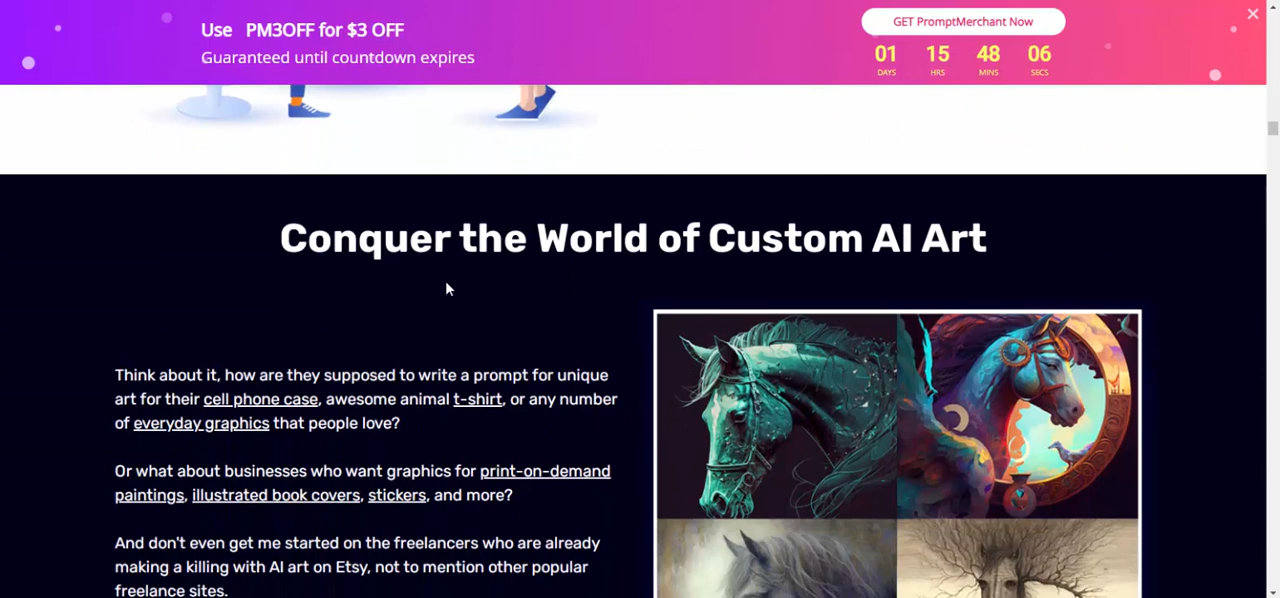 Use PM3OFF for $3 OFF
Guaranteed until countdown expires
GET PromptMerchant Now
01 15 48 06
DAYS HRS MINS SECS
Conquer the World of Custom AI Art
Think about it, how are they supposed to write a prompt for unique
art for their cell phone case, awesome animal t-shirt, or any number
of everyday graphics that people love?
Or what about businesses who want graphics for print-on-demand
paintings, illustrated book covers, stickers, and more?
And don't even get me started on the freelancers who are already
making a killing with AI art on Etsy, not to mention other popular
freelance sites.